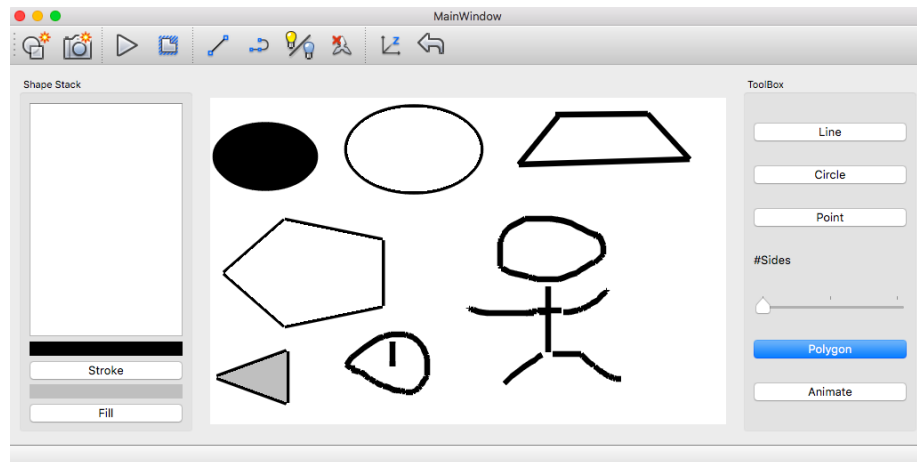 MainWindow
Z
Shape Stack
Stroke
Fill
ToolBox
Line
Circle
Point
#Sides
Polygon
Animate